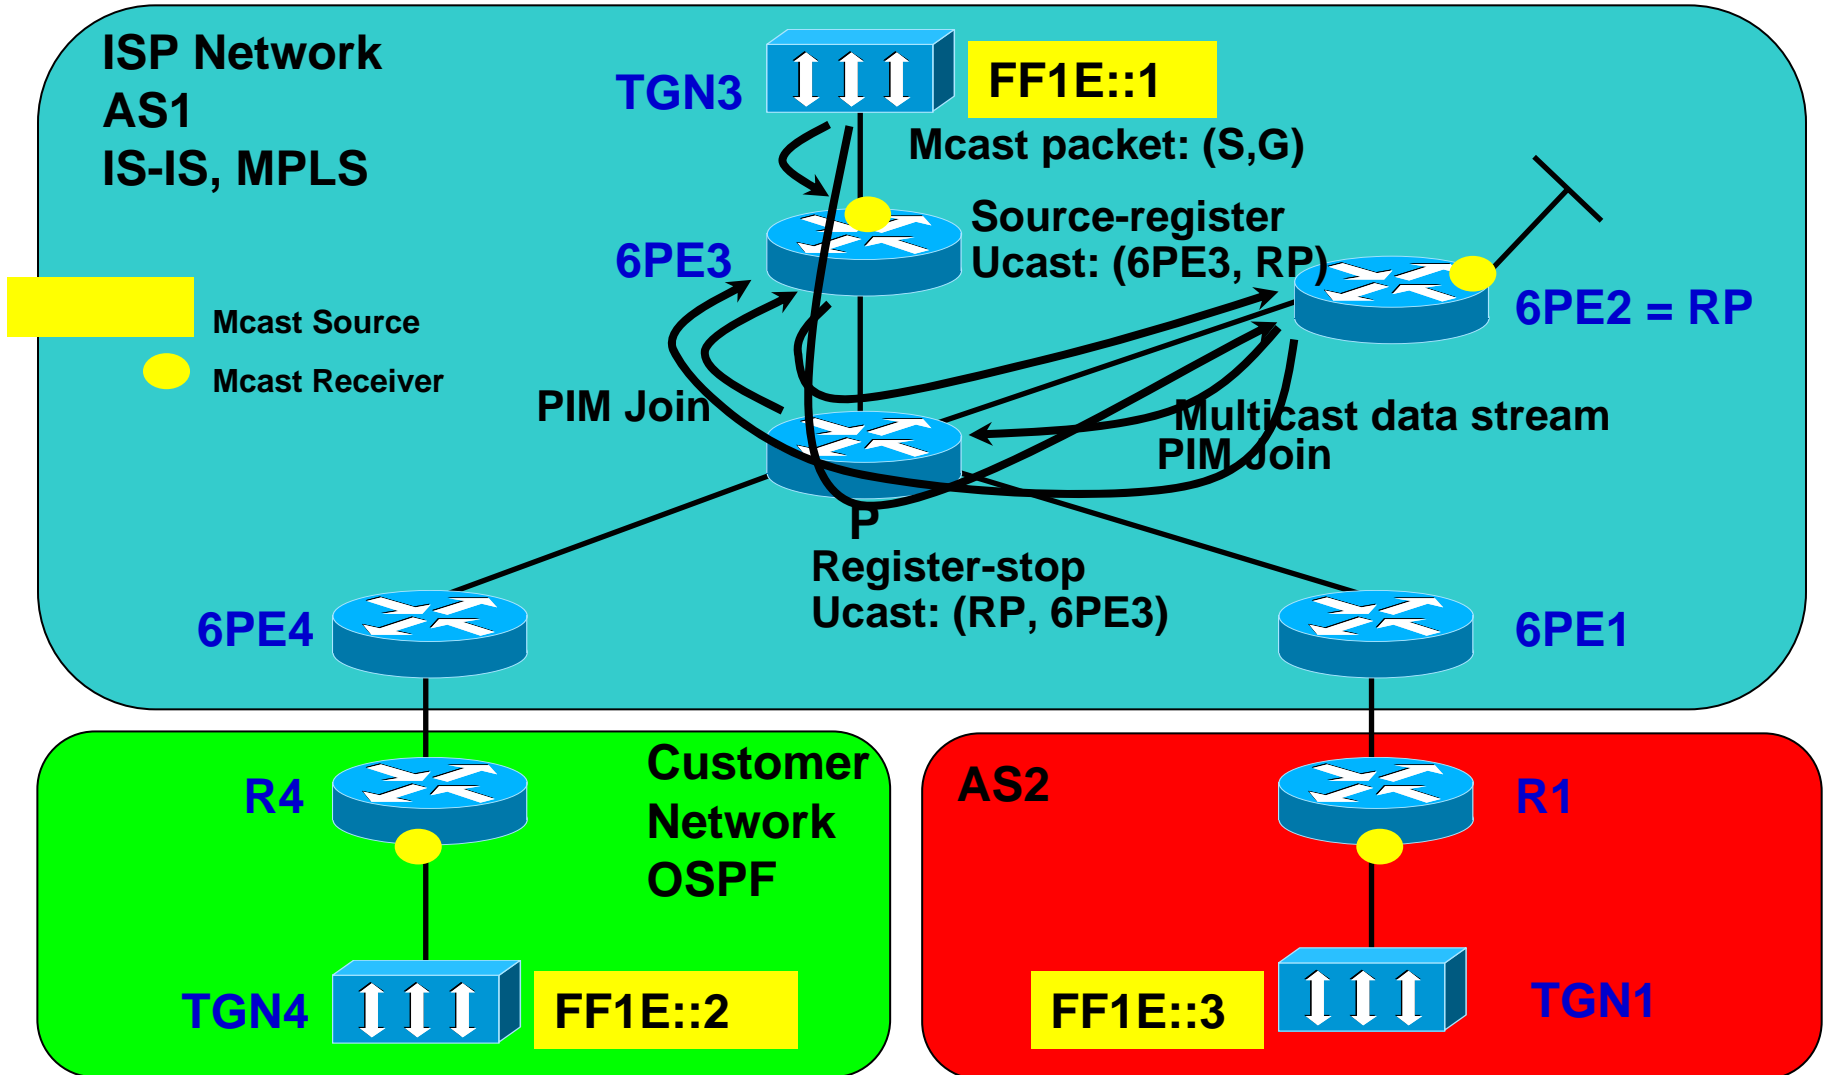 ISP Network
AS1
IS-IS, MPLS
TGN3
FF1E::1
Mcast packet: (S,G)
Source-register
Ucast: (6PE3, RP)
6PE3
6PE2 = RP
Mcast Source
Mcast Receiver
PIM Join
Multicast data stream
PIM Join
P
Register-stop
Ucast: (RP, 6PE3)
6PE4
6PE1
R4
Customer
Network
OSPF
AS2
R1
TGN4
FF1E::2
FF1E::3
TGN1